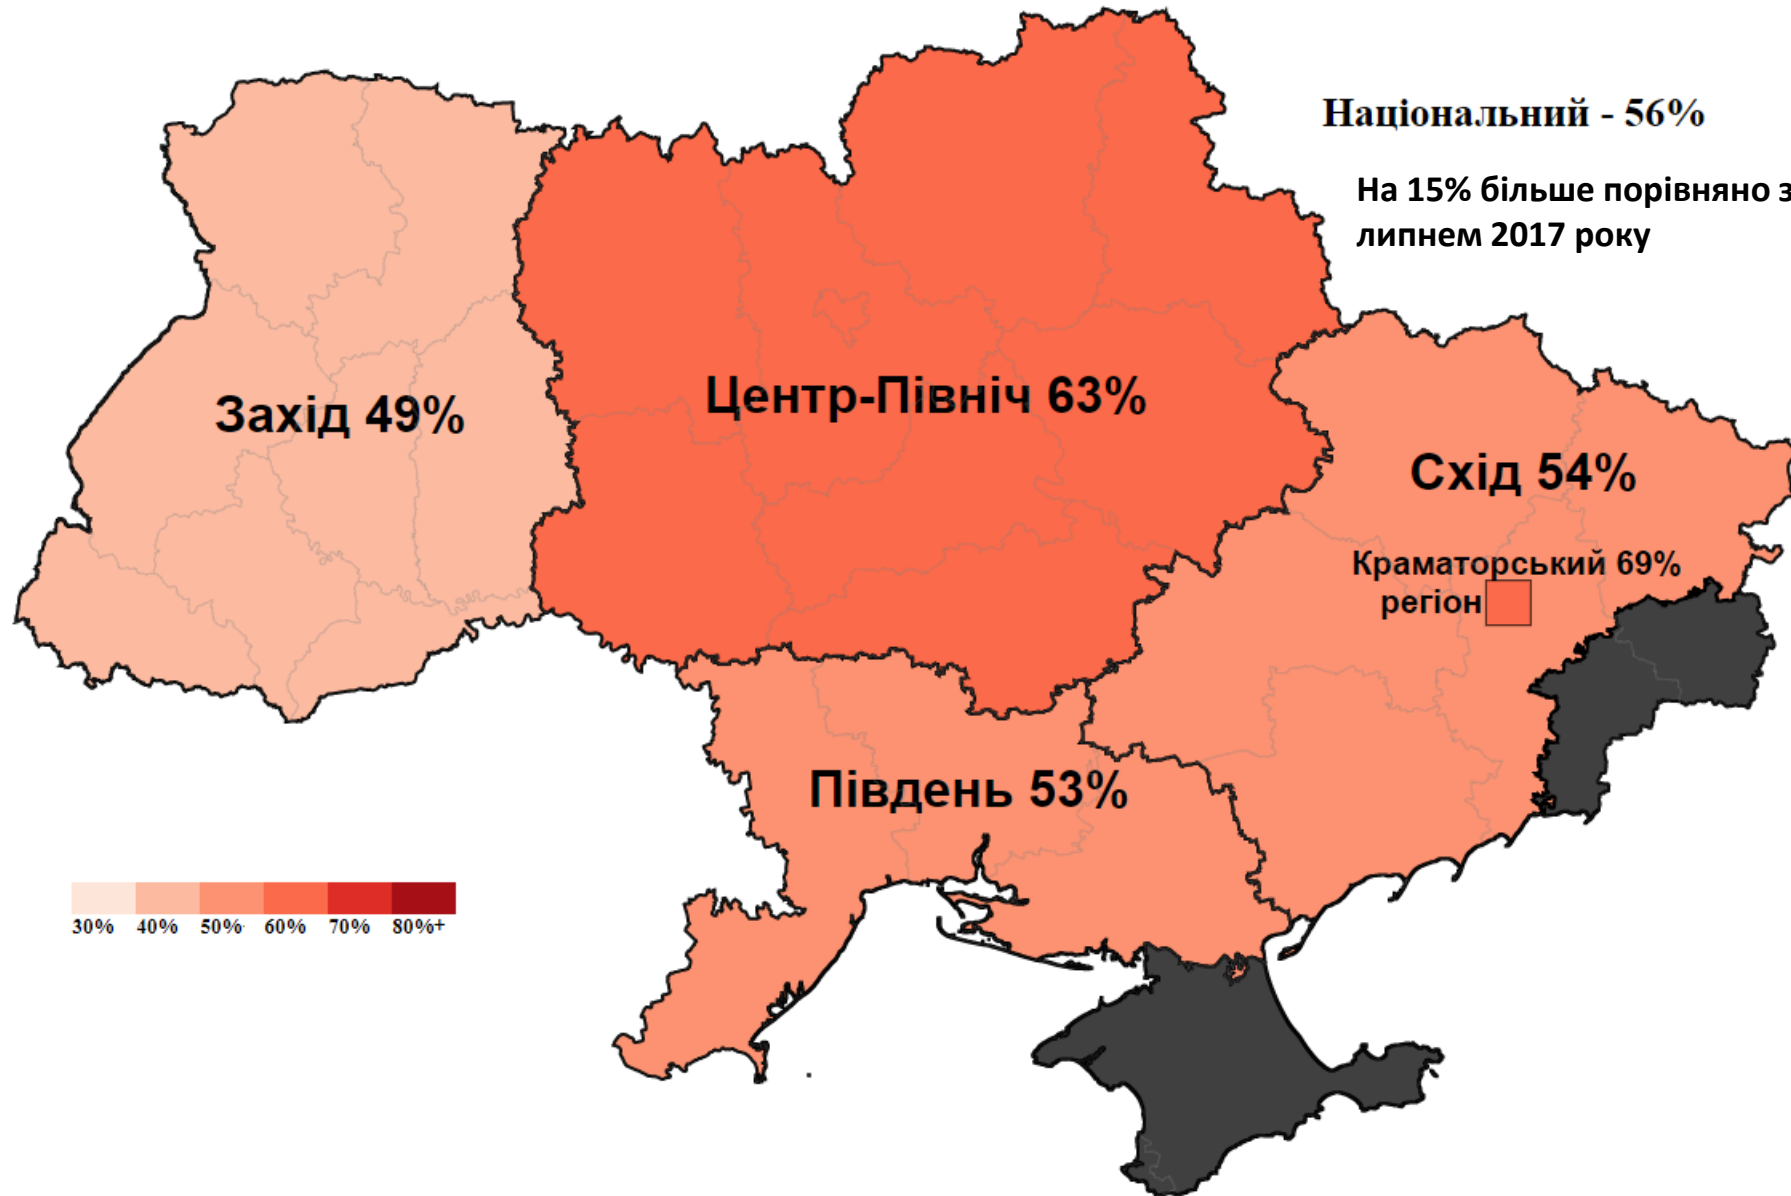 Національний - 56%
На 15% більше порівняно з
липнем 2017 року
Центр-Північ 63%
Захід 49%
Схід 54%
Краматорський 69%
регіон
Південь 53%
30% 40% 50% 60% 70% 80%+